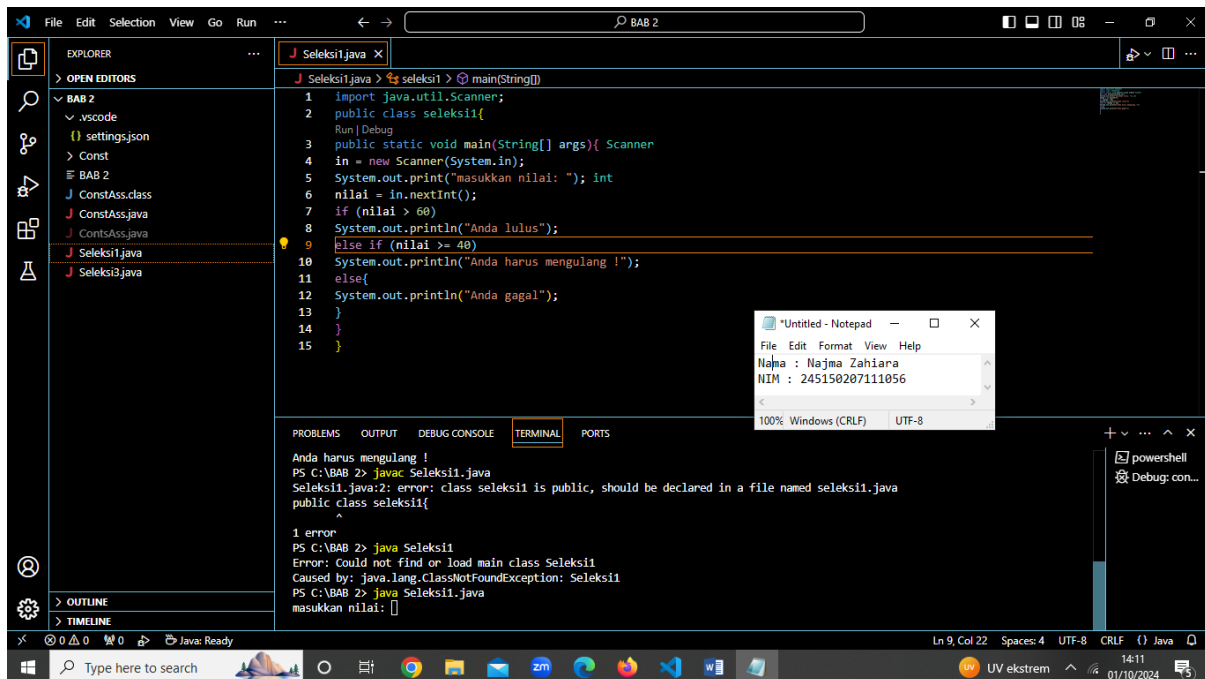 File Edit Selection View Go Run ··· BAB 2
EXPLORER ···
OPEN EDITORS
BAB 2
.vscode
{} settings.json
Const
BAB 2
ConstAss.class
J ConstAss.java
J ContsAss.java
J Seleksi1.java
J Seleksi3.java
OUTLINE
TIMELINE
J Seleksi1.java ×
J Seleksi1.java > seleksi1 > main(String[])
1 import java.util.Scanner;
2 public class seleksi1{
Run | Debug
3 public static void main(String[] args){ Scanner
4 in = new Scanner(System.in);
5 System.out.print("masukkan nilai: "); int
6 nilai = in.nextInt();
7 if (nilai > 60)
8 System.out.println("Anda lulus");
9 else if (nilai >= 40)
10 System.out.println("Anda harus mengulang !");
11 else{
12 System.out.println("Anda gagal");
13 }
14 }
15 }
*Untitled - Notepad
File Edit Format View Help
Nama : Najma Zahiara
NIM : 245150207111056
100% Windows (CRLF) UTF-8
PROBLEMS OUTPUT DEBUG CONSOLE TERMINAL PORTS
Anda harus mengulang !
PS C:\BAB 2> javac Seleksi1.java
Seleksi1.java:2: error: class seleksi1 is public, should be declared in a file named seleksi1.java
public class seleksi1{
^
1 error
PS C:\BAB 2> java Seleksi1
Error: Could not find or load main class Seleksi1
Caused by: java.lang.ClassNotFoundException: Seleksi1
PS C:\BAB 2> java Seleksi1.java
masukkan nilai:
powershell
Debug: con...
0 0 0 Java: Ready
Ln 9, Col 22 Spaces: 4 UTF-8 CRLF {} Java
Type here to search
zm
W
UV UV ekstrem
14:11
01/10/2024
5